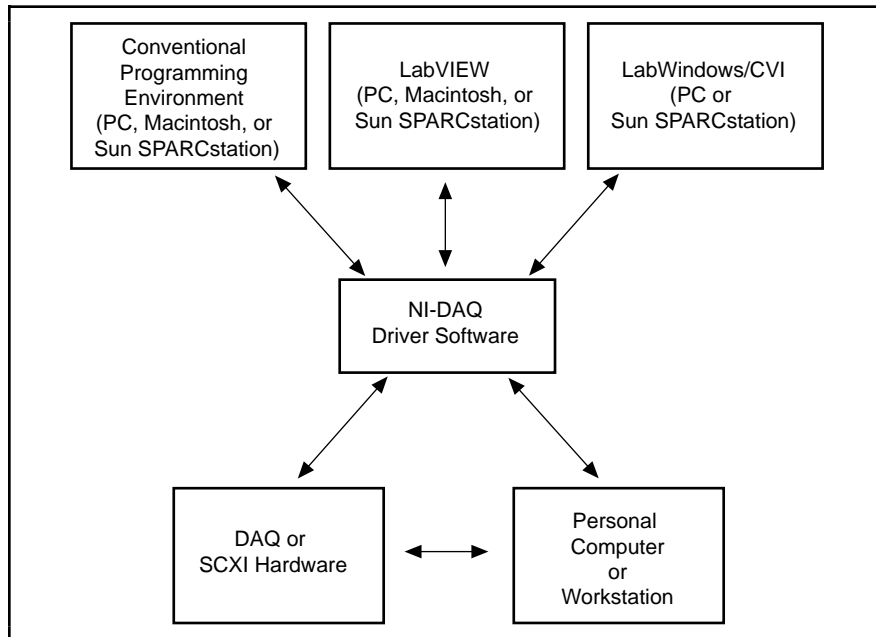 Conventional
Programming
Environment
(PC, Macintosh, or
Sun SPARCstation)
LabVIEW
(PC, Macintosh, or
Sun SPARCstation)
LabWindows/CVI
(PC or
Sun SPARCstation)
NI-DAQ
Driver Software
DAQ or
SCXI Hardware
Personal
Computer
or
Workstation